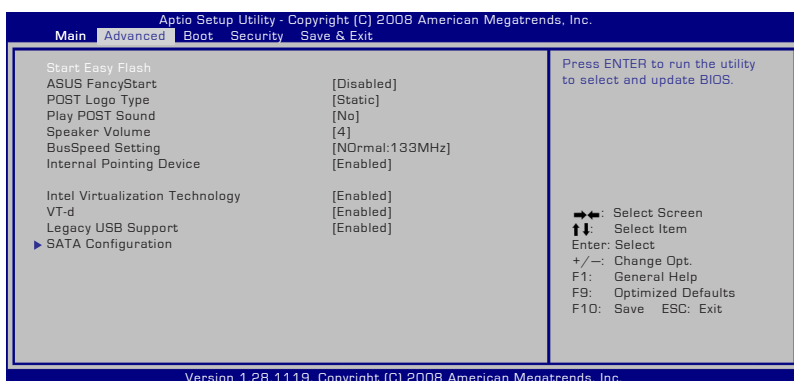 Aptio Setup Utility - Copyright (C) 2008 American Megatrends, Inc.
Main Advanced Boot Security Save & Exit
Start Easy Flash
ASUS FancyStart [Disabled]
POST Logo Type [Static]
Play POST Sound [No]
Speaker Volume [4]
BusSpeed Setting [NOrmal:133MHz]
Internal Pointing Device [Enabled]
Intel Virtualization Technology [Enabled]
VT-d [Enabled]
Legacy USB Support [Enabled]
SATA Configuration
Press ENTER to run the utility
to select and update BIOS.
→←: Select Screen
↑↓: Select Item
Enter: Select
+/—: Change Opt.
F1: General Help
F9: Optimized Defaults
F10: Save ESC: Exit
Version 1.28.1119. Copyright (C) 2008 American Megatrends, Inc.